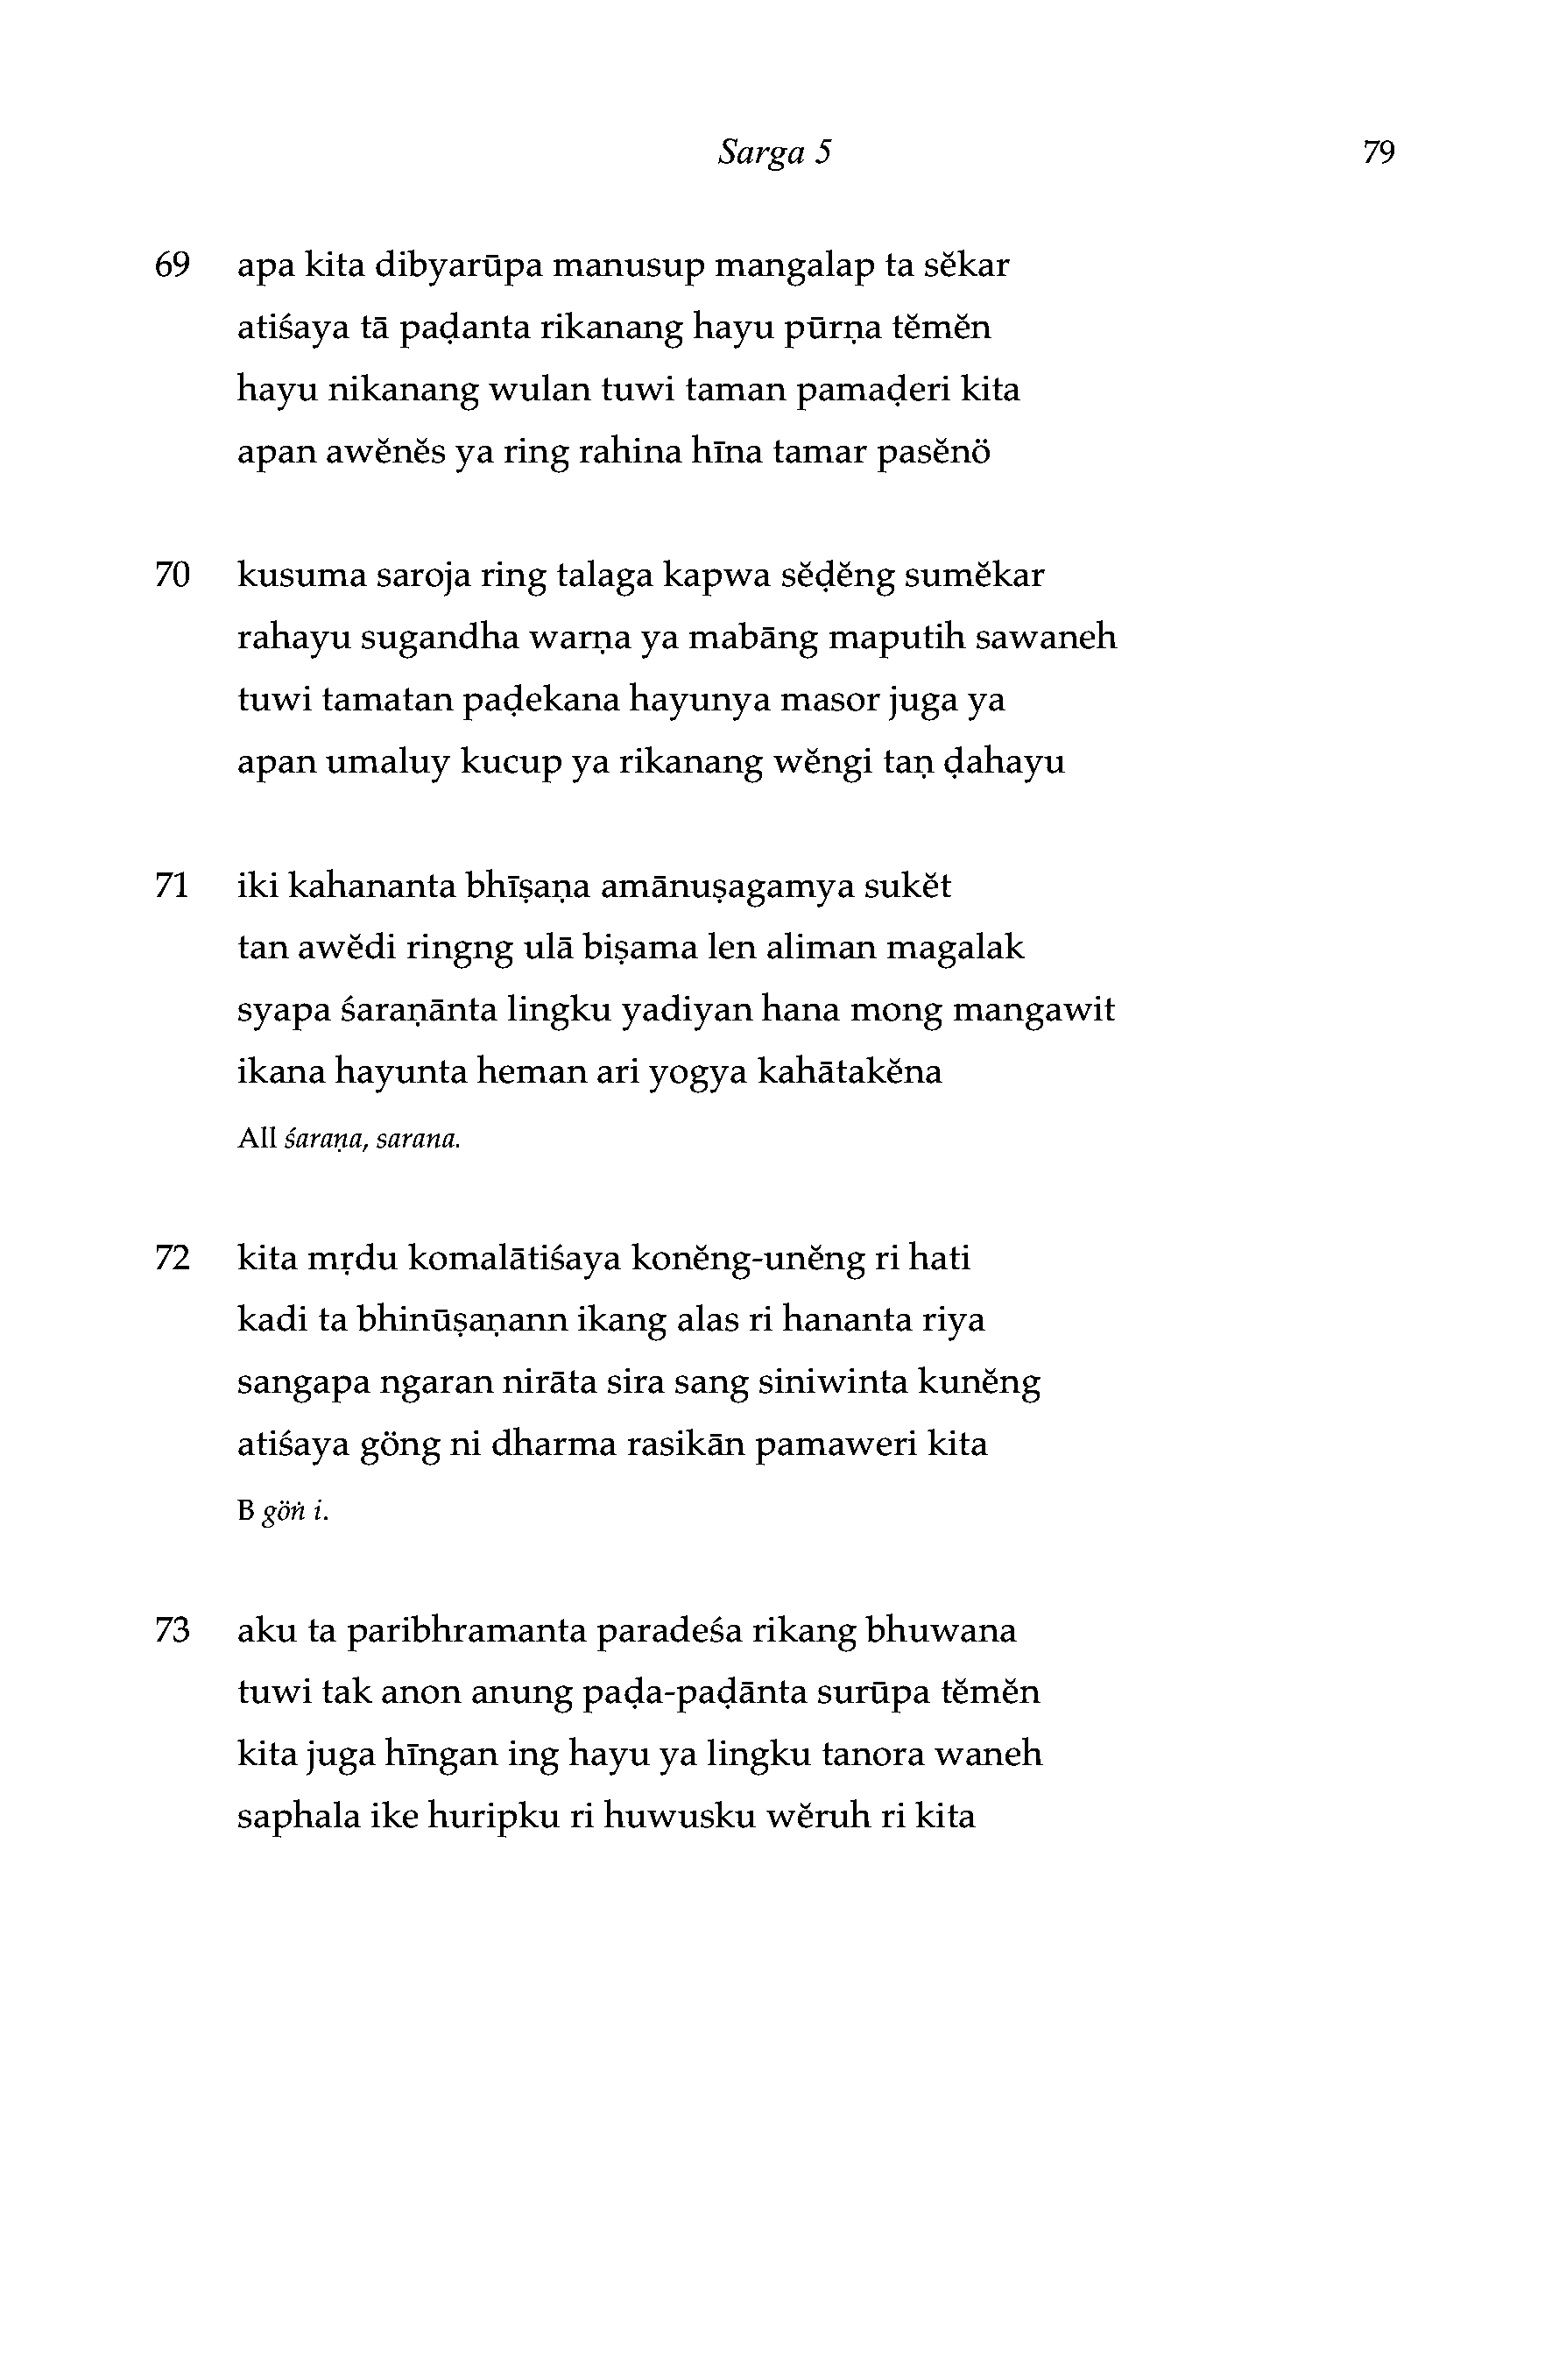 Sarga 5 79
69 apa kita dibyarūpa manusup mangalap ta sĕkar
atiśaya tā paḍanta rikanang hayu pūrṇa tĕmĕn
hayu nikanang wulan tuwi taman pamaḍeri kita
apan awĕnĕs ya ring rahina hīna tamar pasĕnö
70 kusuma saroja ring talaga kapwa sĕḍĕng sumĕkar
rahayu sugandha warṇa ya mabāng maputih sawaneh
tuwi tamatan paḍekana hayunya masor juga ya
apan umaluy kucup ya rikanang wĕngi taṇ ḍahayu
71 iki kahananta bhīṣaṇa amānuṣagamya sukĕt
tan awĕdi ringng ulā biṣama len aliman magalak
syapa śaraṇānta lingku yadiyan hana mong mangawit
ikana hayunta heman ari yogya kahātakĕna
All śaraṇa, sarana.
72 kita mṛdu komalātiśaya konĕng-unĕng ri hati
kadi ta bhinūṣaṇann ikang alas ri hananta riya
sangapa ngaran nirāta sira sang siniwinta kunĕng
atiśaya göng ni dharma rasikān pamaweri kita
B göṅ i.
73 aku ta paribhramanta paradeśa rikang bhuwana
tuwi tak anon anung paḍa-paḍānta surūpa tĕmĕn
kita juga hīngan ing hayu ya lingku tanora waneh
saphala ike huripku ri huwusku wĕruh ri kita